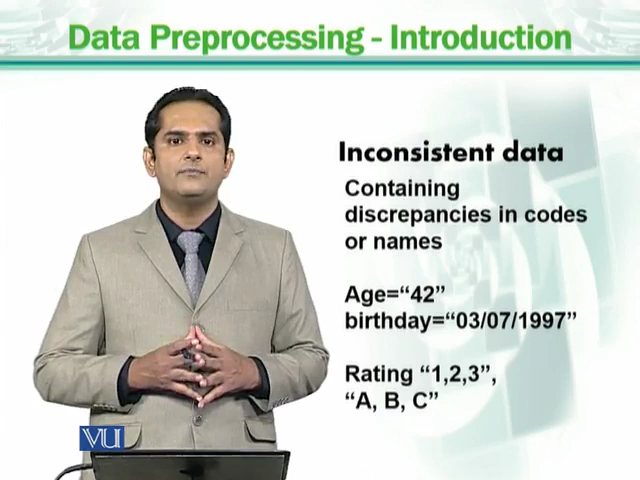 Data Preprocessing - Introduction
Inconsistent data
Containing
discrepancies in codes
or names
Age=“42”
birthday=“03/07/1997”
Rating “1,2,3”,
“A, B, C”
VU